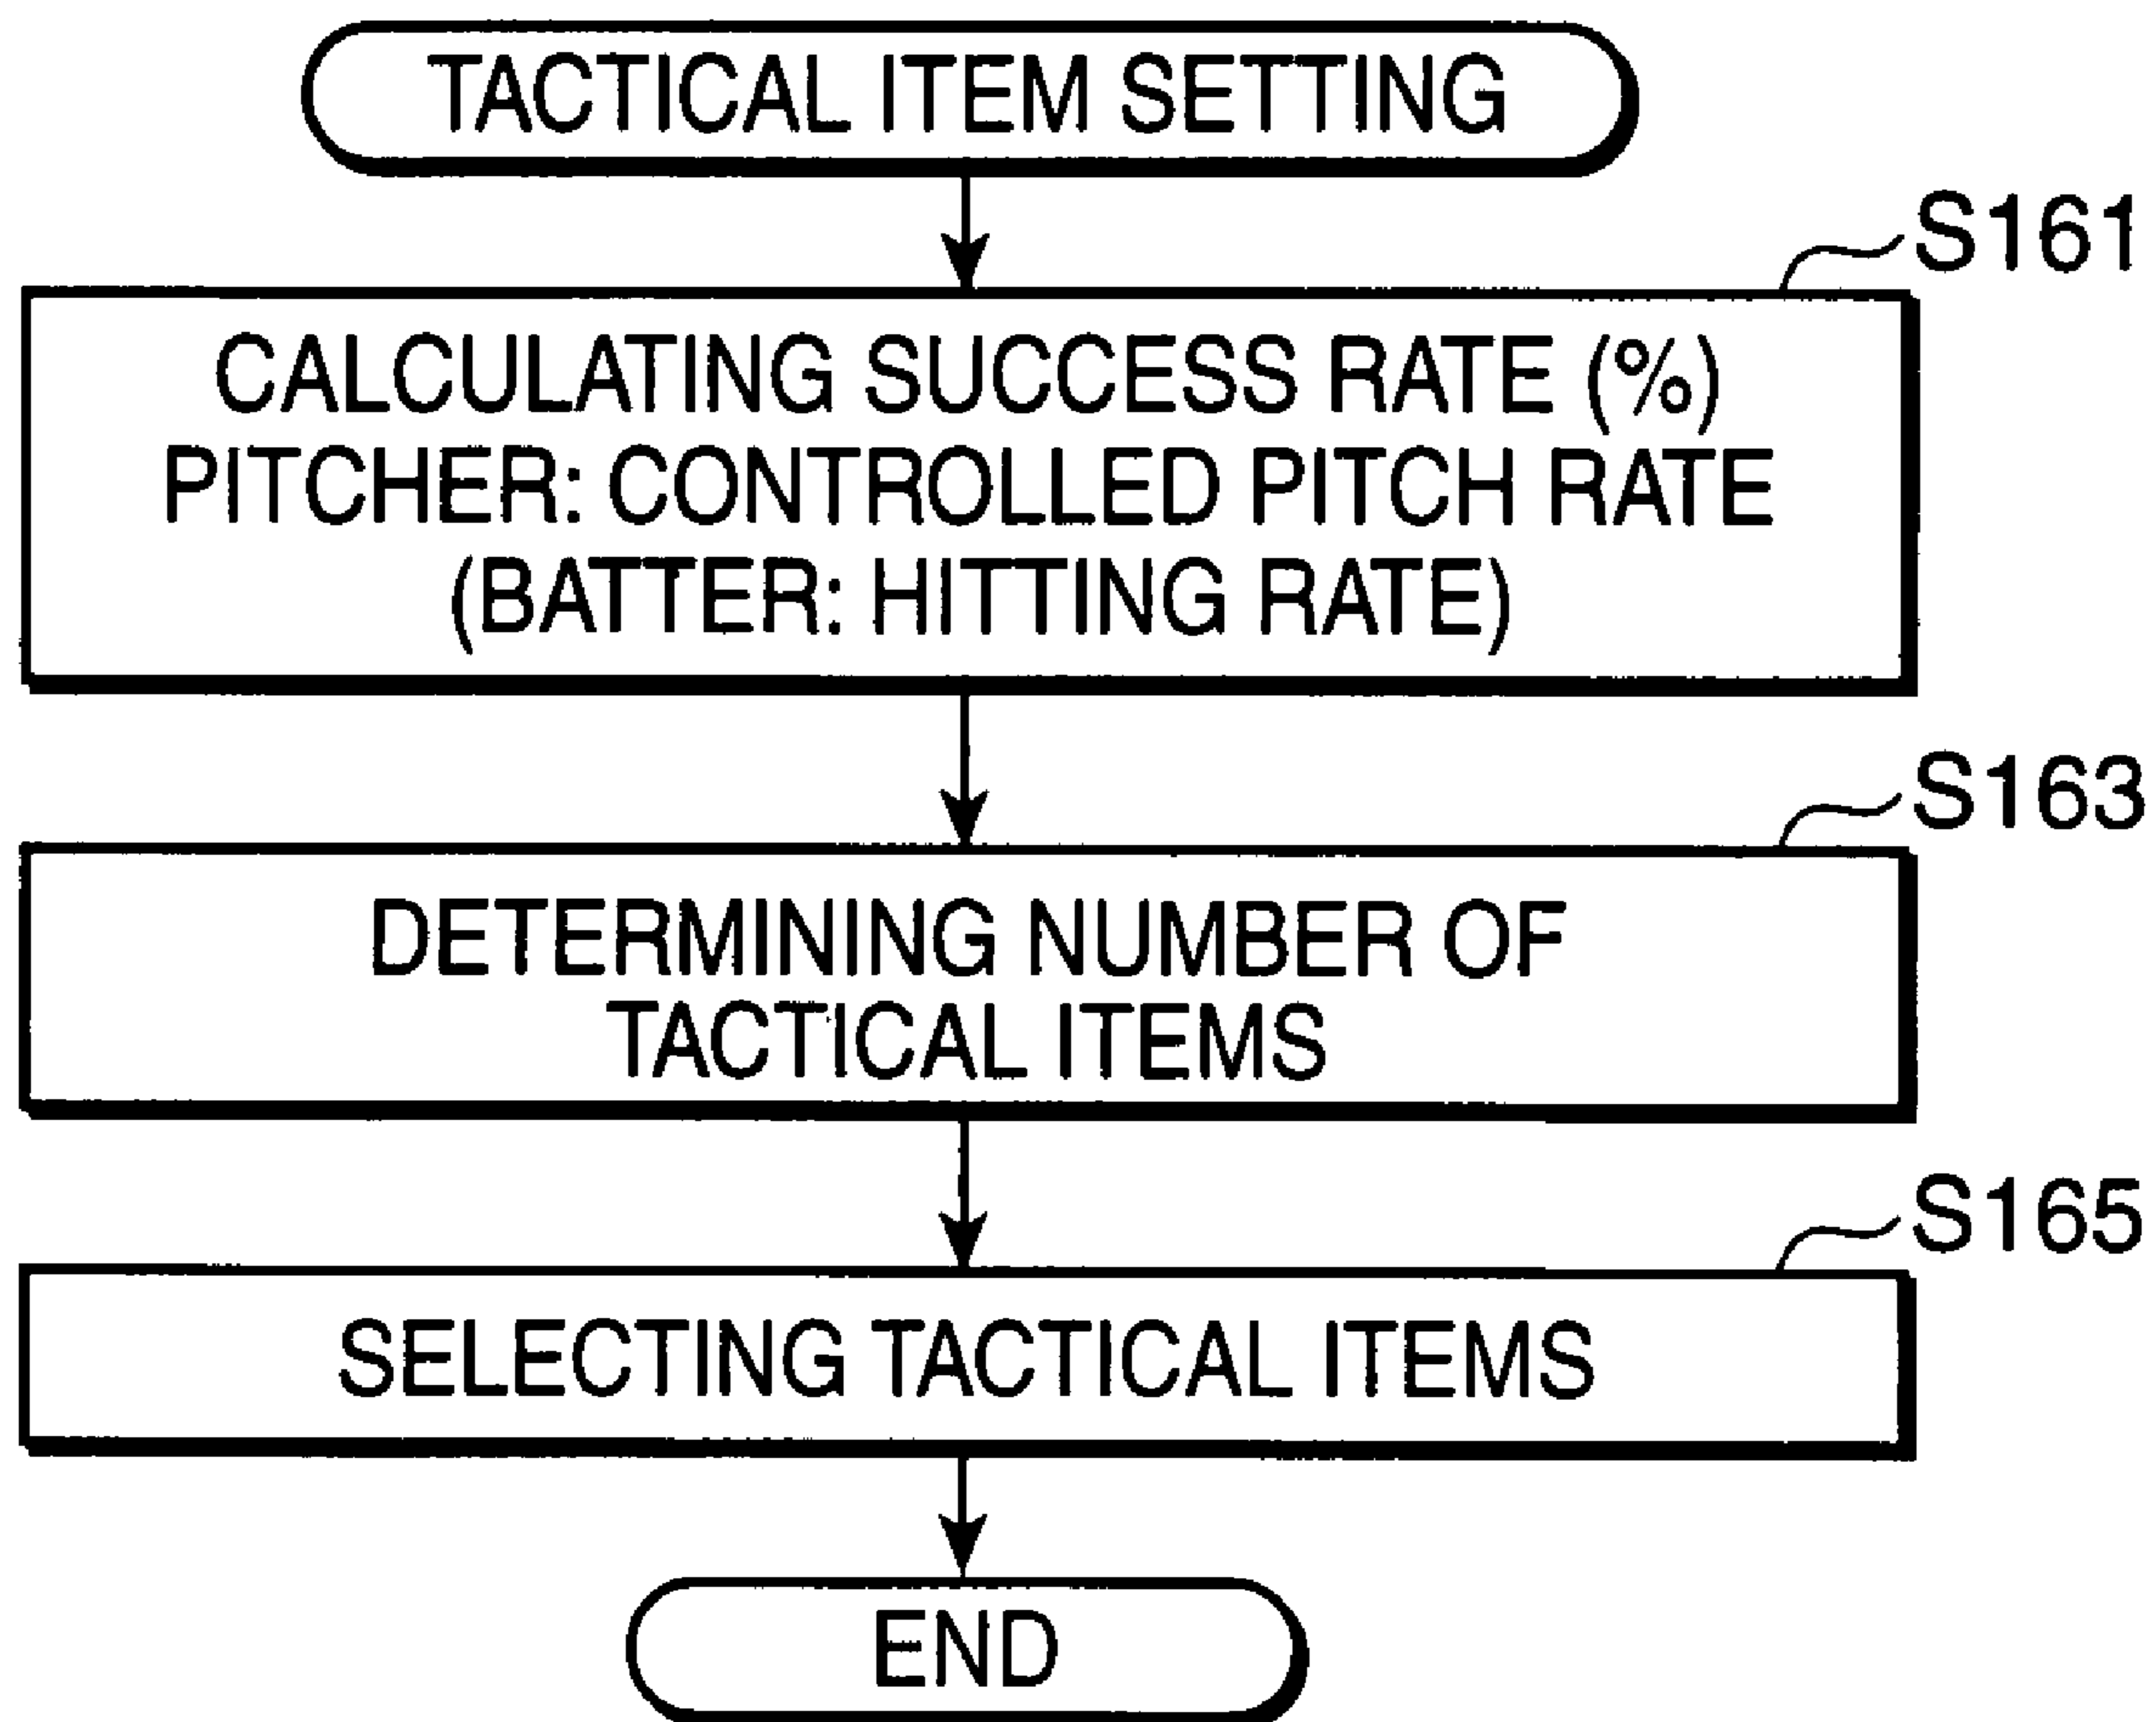 TACTICAL ITEM SETTING
S161
CALCULATING SUCCESS RATE (%)
PITCHER: CONTROLLED PITCH RATE
(BATTER: HITTING RATE)
S163
DETERMINING NUMBER OF
TACTICAL ITEMS
S165
SELECTING TACTICAL ITEMS
END